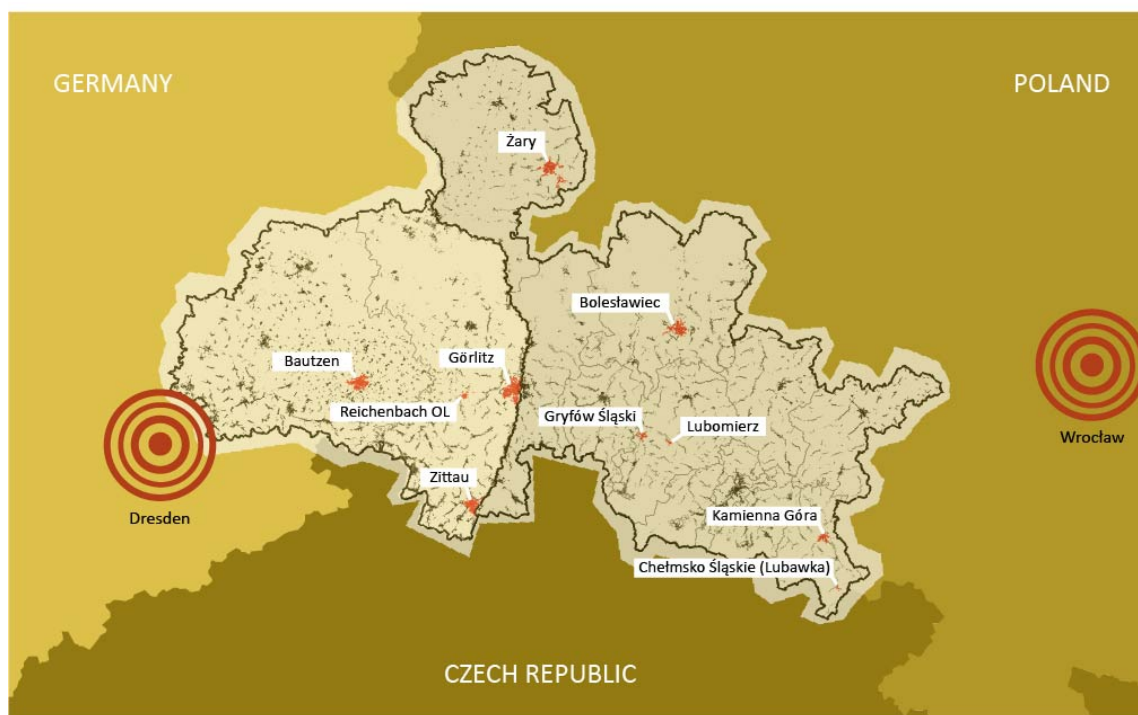 GERMANY
POLAND
Żary
Bolesławiec
Bautzen
Görlitz
Reichenbach OL
Gryfów Śląski
Lubomierz
Wrocław
Zittau
Dresden
Kamienna Góra
Chełmsko Śląskie (Lubawka)
CZECH REPUBLIC